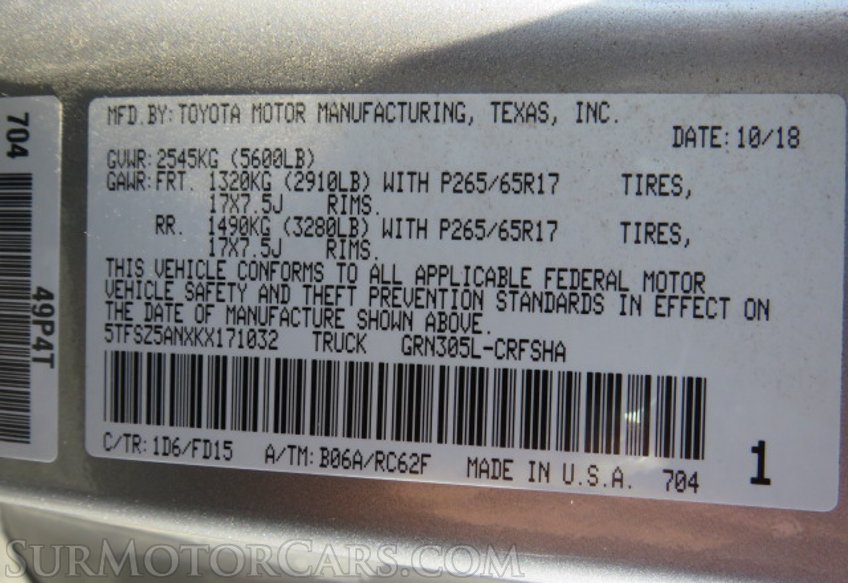 704
49P4T
MFD.BY:TOYOTA MOTOR MANUFACTURING, TEXAS, INC.
DATE:10/18
GVWR:2545KG (5600LB)
GAWR:FRT. 1320KG (2910LB) WITH P265/65R17 TIRES,
17X7.5J RIMS.
RR. 1490KG (3280LB) WITH P265/65R17 TIRES,
17X7.5J RIMS.
THIS VEHICLE CONFORMS TO ALL APPLICABLE FEDERAL MOTOR
VEHICLE SAFETY AND THEFT PREVENTION STANDARDS IN EFFECT ON
THE DATE OF MANUFACTURE SHOWN ABOVE.
5TFSZ5ANXKX171032 TRUCK GRN305L-CRFSHA
C/TR:1D6/FD15 A/TM:B06A/RC62F MADE IN U.S.A. 704 1
SurMotorCars.com